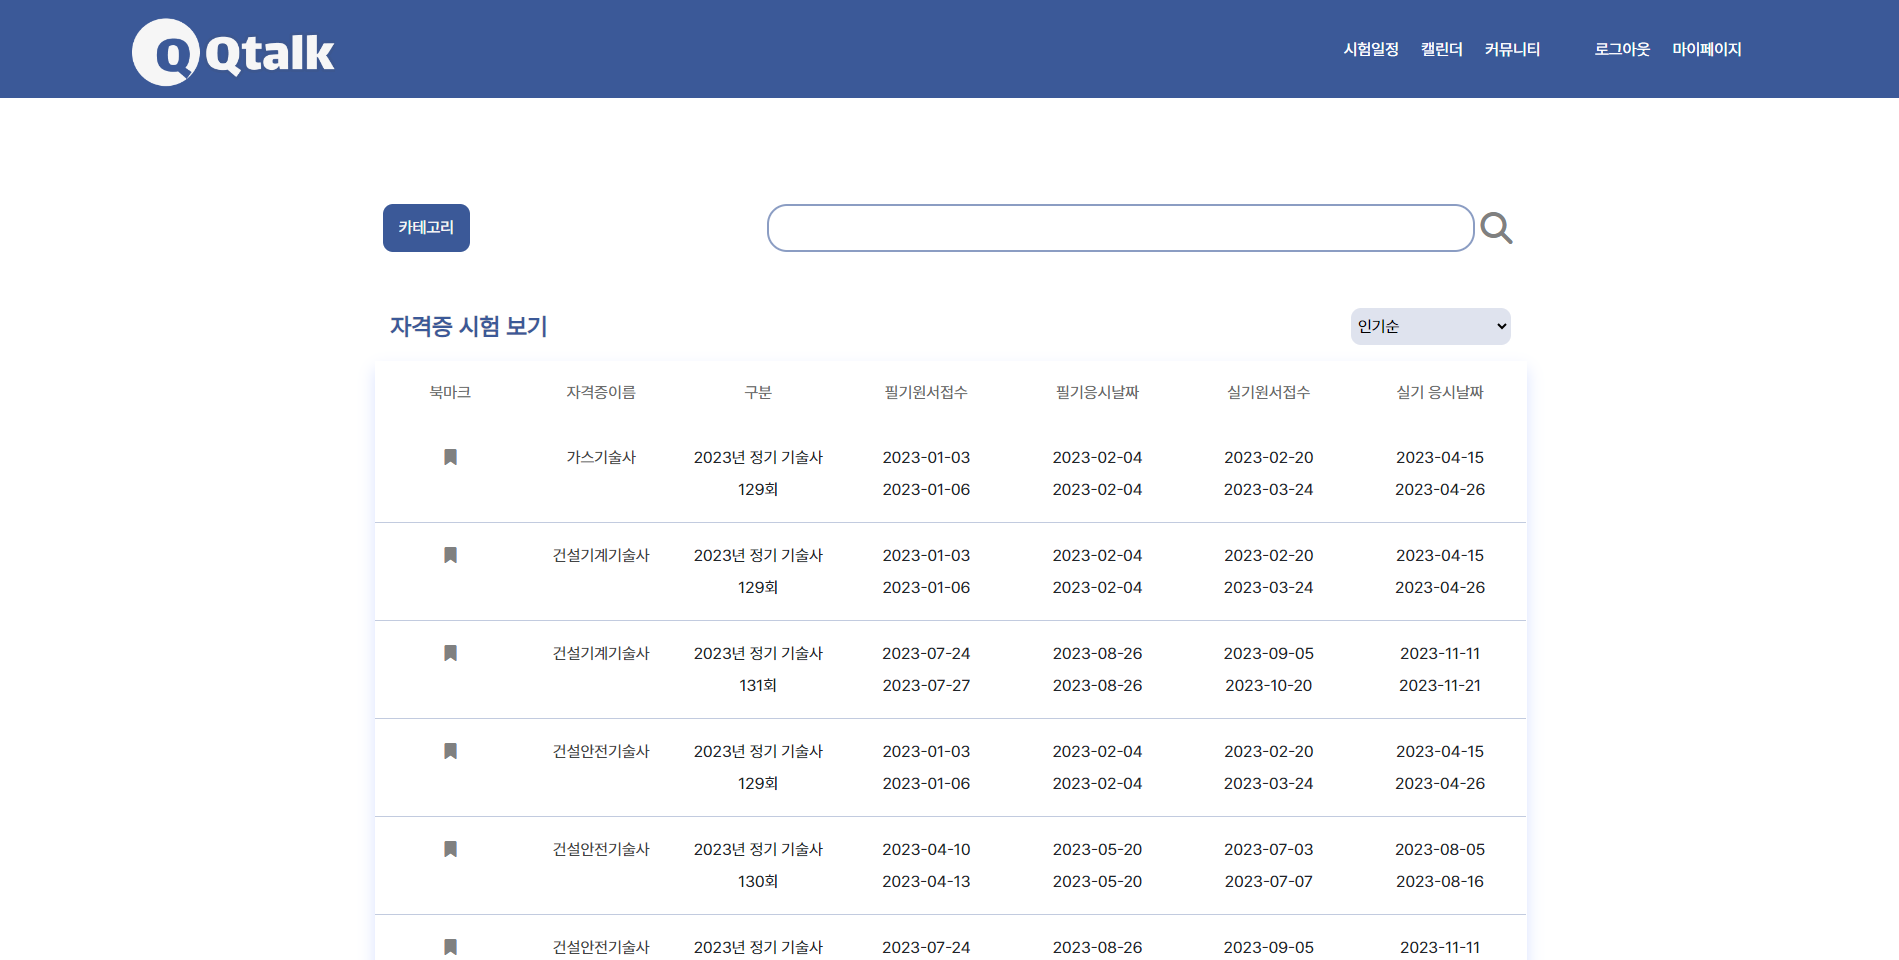 Q Qtalk
시험일정 캘린더 커뮤니티 로그아웃 마이페이지
카테고리
자격증 시험 보기
인기순
북마크 자격증이름 구분 필기원서접수 필기응시날짜 실기원서접수 실기 응시날짜
가스기술사 2023년 정기 기술사 2023-01-03 2023-02-04 2023-02-20 2023-04-15
129회 2023-01-06 2023-02-04 2023-03-24 2023-04-26
건설기계기술사 2023년 정기 기술사 2023-01-03 2023-02-04 2023-02-20 2023-04-15
129회 2023-01-06 2023-02-04 2023-03-24 2023-04-26
건설기계기술사 2023년 정기 기술사 2023-07-24 2023-08-26 2023-09-05 2023-11-11
131회 2023-07-27 2023-08-26 2023-10-20 2023-11-21
건설안전기술사 2023년 정기 기술사 2023-01-03 2023-02-04 2023-02-20 2023-04-15
129회 2023-01-06 2023-02-04 2023-03-24 2023-04-26
건설안전기술사 2023년 정기 기술사 2023-04-10 2023-05-20 2023-07-03 2023-08-05
130회 2023-04-13 2023-05-20 2023-07-07 2023-08-16
건설안전기술사 2023년 정기 기술사 2023-07-24 2023-08-26 2023-09-05 2023-11-11